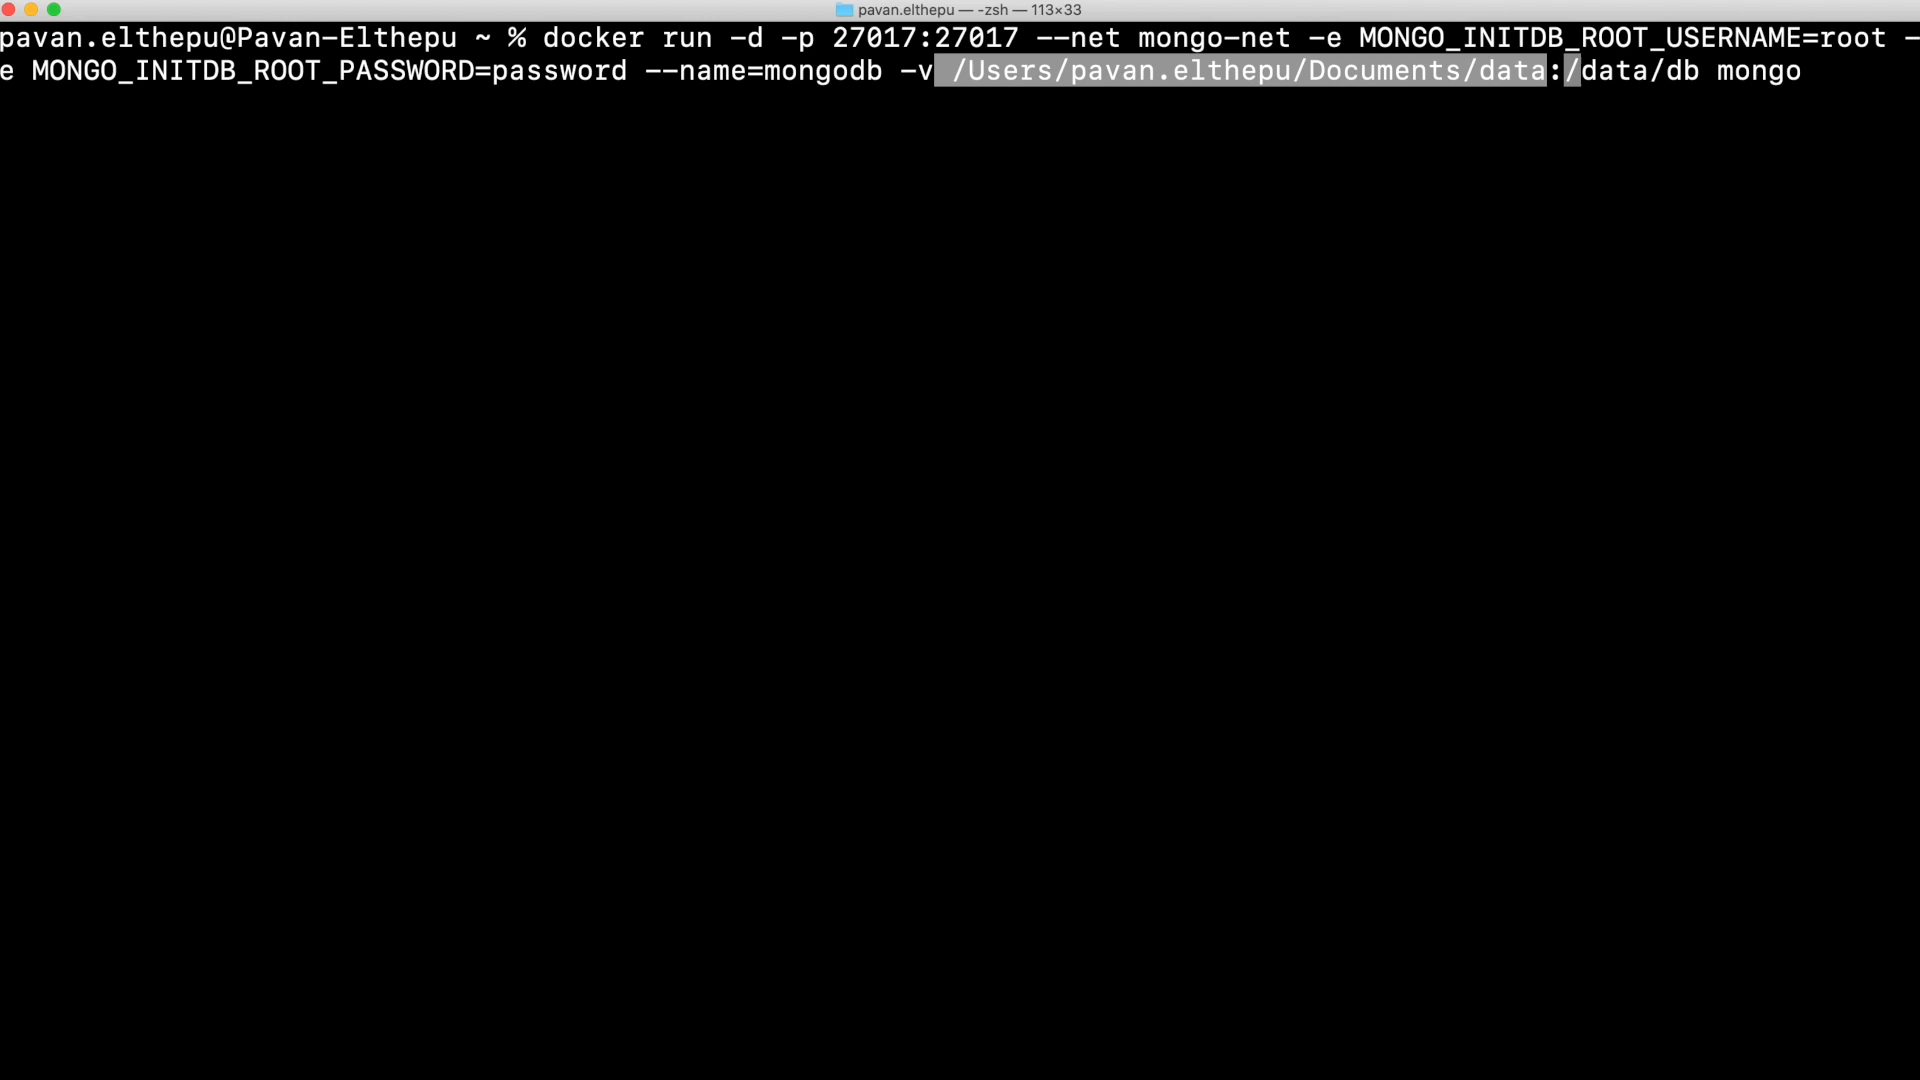 pavan.elthepu — -zsh — 113×33
pavan.elthepu@Pavan-Elthepu ~ % docker run -d -p 27017:27017 --net mongo-net -e MONGO_INITDB_ROOT_USERNAME=root -
e MONGO_INITDB_ROOT_PASSWORD=password --name=mongodb -v /Users/pavan.elthepu/Documents/data:/data/db mongo